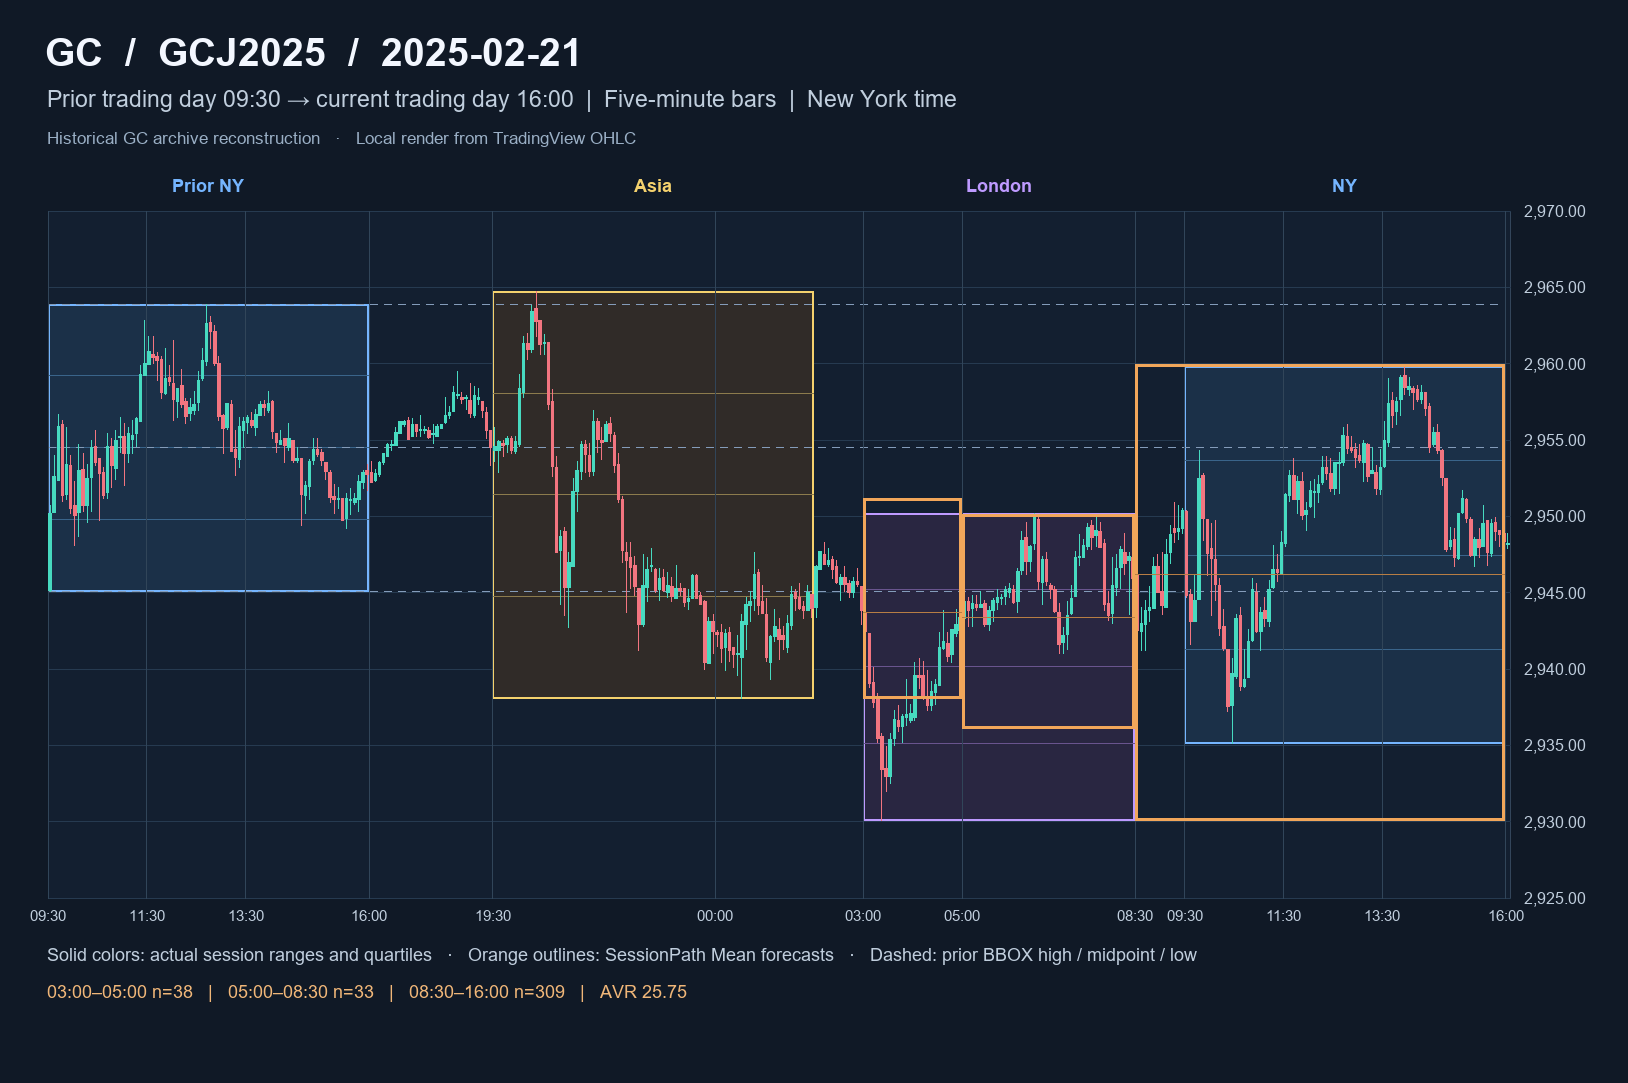 GC / GCJ2025 / 2025-02-21
Prior trading day 09:30 → current trading day 16:00 | Five-minute bars | New York time
Historical GC archive reconstruction · Local render from TradingView OHLC
Prior NY Asia London NY
2,970.00
2,965.00
2,960.00
2,955.00
2,950.00
2,945.00
2,940.00
2,935.00
2,930.00
2,925.00
09:30 11:30 13:30 16:00 19:30 00:00 03:00 05:00 08:30 09:30 11:30 13:30 16:00
Solid colors: actual session ranges and quartiles · Orange outlines: SessionPath Mean forecasts · Dashed: prior BBOX high / midpoint / low
03:00–05:00 n=38 | 05:00–08:30 n=33 | 08:30–16:00 n=309 | AVR 25.75